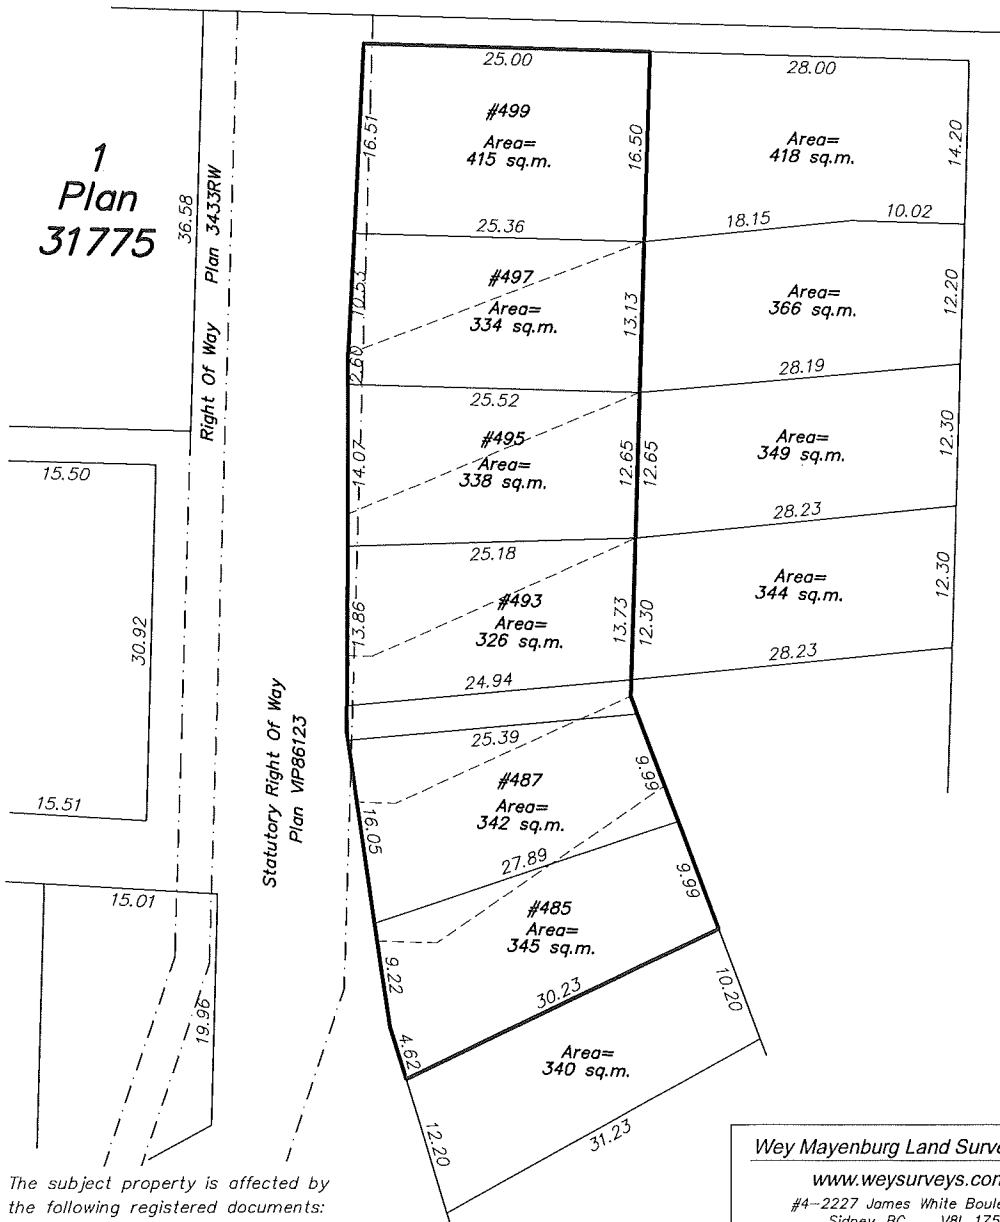 25.00
28.00
#499
Area=
415 sq.m.
16.51
16.50
Area=
418 sq.m.
14.20
1
Plan
31775
36.58
Right Of Way Plan 3433RW
25.36
18.15
10.02
#497
Area=
334 sq.m.
10.53
2.60
13.13
Area=
366 sq.m.
12.20
28.19
25.52
#495
Area=
338 sq.m.
14.07
12.65
12.65
Area=
349 sq.m.
12.30
15.50
28.23
25.18
#493
Area=
326 sq.m.
13.86
13.73
12.30
Area=
344 sq.m.
12.30
30.92
28.23
24.94
Statutory Right Of Way
Plan VIP86123
25.39
#487
Area=
342 sq.m.
16.05
9.99
15.51
27.89
15.01
#485
Area=
345 sq.m.
9.99
9.22
30.23
10.20
19.96
4.62
Area=
340 sq.m.
31.23
12.20
The subject property is affected by
the following registered documents:
Wey Mayenburg Land Surve
www.weysurveys.com
#4-2227 James White Boule
Sidney, BC V8L 1Z5